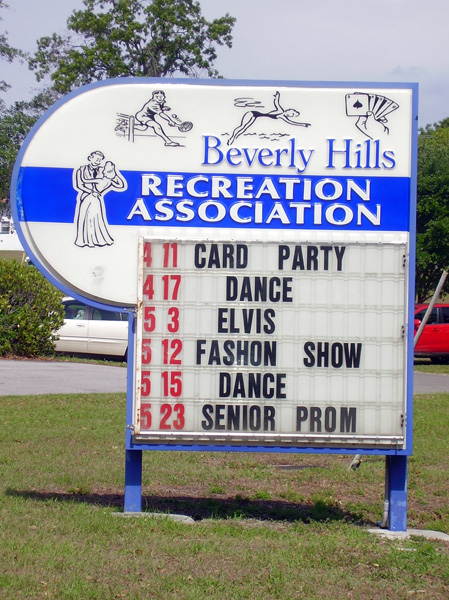 Beverly Hills
RECREATION
ASSOCIATION
4 11 CARD PARTY
4 17 DANCE
5 3 ELVIS
5 12 FASHON SHOW
5 15 DANCE
5 23 SENIOR PROM